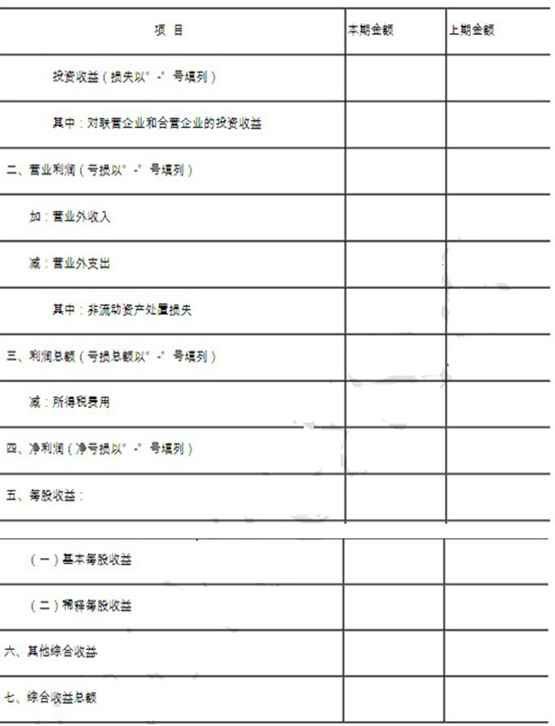 项 目 本期金额 上期金额
投资收益（损失以"-"号填列）
其中：对联营企业和合营企业的投资收益
二、营业利润（亏损以"-"号填列）
加：营业外收入
减：营业外支出
其中：非流动资产处置损失
三、利润总额（亏损总额以"-"号填列）
减：所得税费用
四、净利润（净亏损以"-"号填列）
五、每股收益：
（一）基本每股收益
（二）稀释每股收益
六、其他综合收益
七、综合收益总额